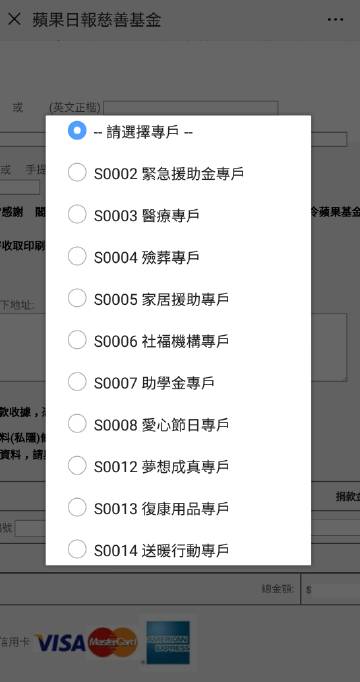 蘋果日報慈善基金
或 (英文正楷)
-- 請選擇專戶 --
S0002 緊急援助金專戶
或 手提
S0003 醫療專戶
感謝
令蘋果基金
收取印刷
S0004 殮葬專戶
S0005 家居援助專戶
下地址:
S0006 社福機構專戶
S0007 助學金專戶
款收據，
S0008 愛心節日專戶
料(私隱)
資料，請
S0012 夢想成真專戶
捐款金
S0013 復康用品專戶
號
S0014 送暖行動專戶
總金額: $
信用卡 VISA MasterCard AMERICAN EXPRESS